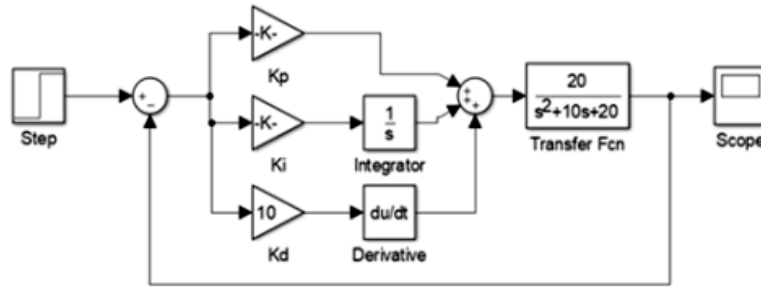 -K-
Kp
Step
-K-
Ki
1
s
Integrator
10
Kd
du/dt
Derivative
20
s²+10s+20
Transfer Fcn
Scope